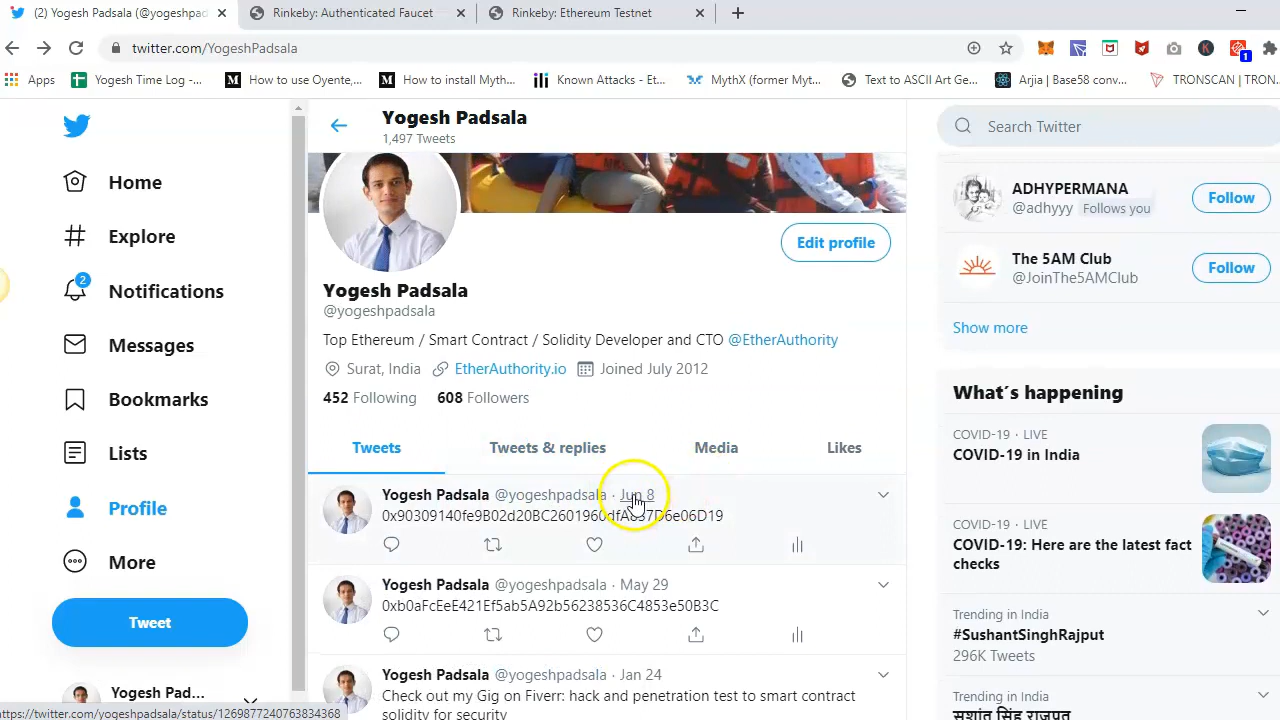 (2) Yogesh Padsala (@yogeshpad
Rinkeby: Authenticated Faucet
Rinkeby: Ethereum Testnet
twitter.com/YogeshPadsala
1
Apps
Yogesh Time Log -...
How to use Oyente,...
How to install Myth...
Known Attacks - Et...
MythX (former Myt...
Text to ASCII Art Ge...
Arjia | Base58 conv...
TRONSCAN | TRON
Home
Explore
2
Notifications
Messages
Bookmarks
Lists
Profile
More
Tweet
Yogesh Pad...
https://twitter.com/yogeshpadsala/status/1269877240763334368
Yogesh Padsala
1,497 Tweets
Edit profile
Yogesh Padsala
@yogeshpadsala
Top Ethereum / Smart Contract / Solidity Developer and CTO @EtherAuthority
Surat, India EtherAuthority.io Joined July 2012
452 Following 608 Followers
Tweets Tweets & replies Media Likes
Yogesh Padsala @yogeshpadsala · Jun 8
Yogesh Padsala @yogeshpadsala · May 29
0xb0aFcEeE421Ef5ab5A92b56238536C4853e50B3C
Yogesh Padsala @yogeshpadsala · Jan 24
Check out my Gig on Fiverr: hack and penetration test to smart contract
solidity for security
Search Twitter
ADHYPERMANA
@adhyyy Follows you
Follow
The 5AM Club
@JoinThe5AMClub
Follow
Show more
What's happening
COVID-19 · LIVE
COVID-19 in India
COVID-19 · LIVE
COVID-19: Here are the latest fact
checks
Trending in India
#SushantSinghRajput
296K Tweets
Trending in India
सुशांत सिंह राजपूत